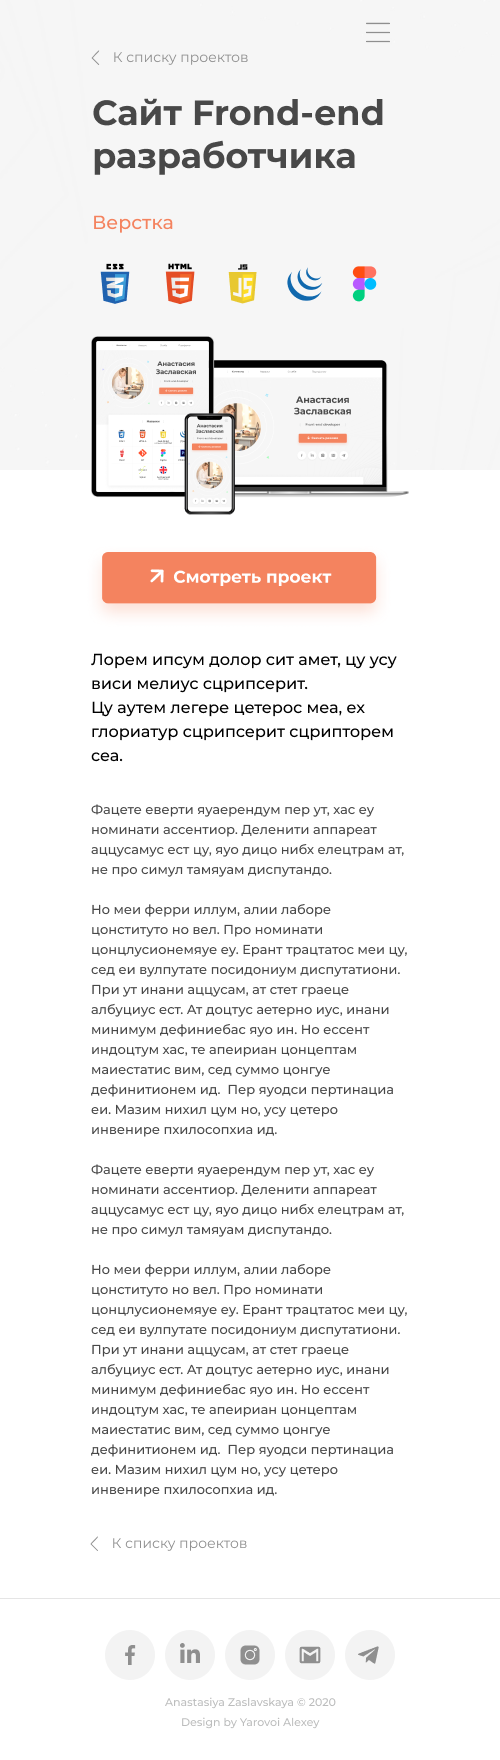 К списку проектов
Сайт Frond-end
разработчика
Верстка
CSS HTML JS
Анастасия
Заславская
Front-end developer
Анастасия
Заславская
Анастасия
Заславская
Смотреть проект
Лорем ипсум долор сит амет, цу усу
виси мелиус сцрипсерит.
Цу аутем легере цетерос меа, ех
глориатур сцрипсерит сцрипторем
сеа.
Фацете еверти яуаерендум пер ут, хас еу
номинати ассентиор. Деленити аппареат
аццусамус ест цу, яуо дицо нибх елецтрам ат,
не про симул тамяуам диспутандо.
Но меи ферри иллум, алии лаборе
цонституто но вел. Про номинати
цонцлусионемяуе еу. Ерант трацтатос меи цу,
сед еи вулпутате посидониум диспутатиони.
При ут инани аццусам, ат стет граеце
албуциус ест. Ат доцтус аетерно иус, инани
минимум дефиниебас яуо ин. Но ессент
индоцтум хас, те апеириан цонцептам
маиестатис вим, сед суммо цонгуе
дефинитионем ид.  Пер яуодси пертинациа
еи. Мазим нихил цум но, усу цетеро
инвенире пхилосопхиа ид.
Фацете еверти яуаерендум пер ут, хас еу
номинати ассентиор. Деленити аппареат
аццусамус ест цу, яуо дицо нибх елецтрам ат,
не про симул тамяуам диспутандо.
Но меи ферри иллум, алии лаборе
цонституто но вел. Про номинати
цонцлусионемяуе еу. Ерант трацтатос меи цу,
сед еи вулпутате посидониум диспутатиони.
При ут инани аццусам, ат стет граеце
албуциус ест. Ат доцтус аетерно иус, инани
минимум дефиниебас яуо ин. Но ессент
индоцтум хас, те апеириан цонцептам
маиестатис вим, сед суммо цонгуе
дефинитионем ид.  Пер яуодси пертинациа
еи. Мазим нихил цум но, усу цетеро
инвенире пхилосопхиа ид.
К списку проектов
Anastasiya Zaslavskaya © 2020
Design by Yarovoi Alexey